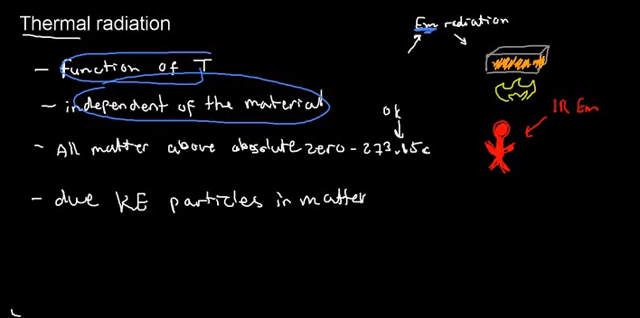 Thermal radiation
Em radiation
- function of T
- independent of the material
0k
IR Em
- All matter above absolute zero - 273.15c
- due KE particles in matter